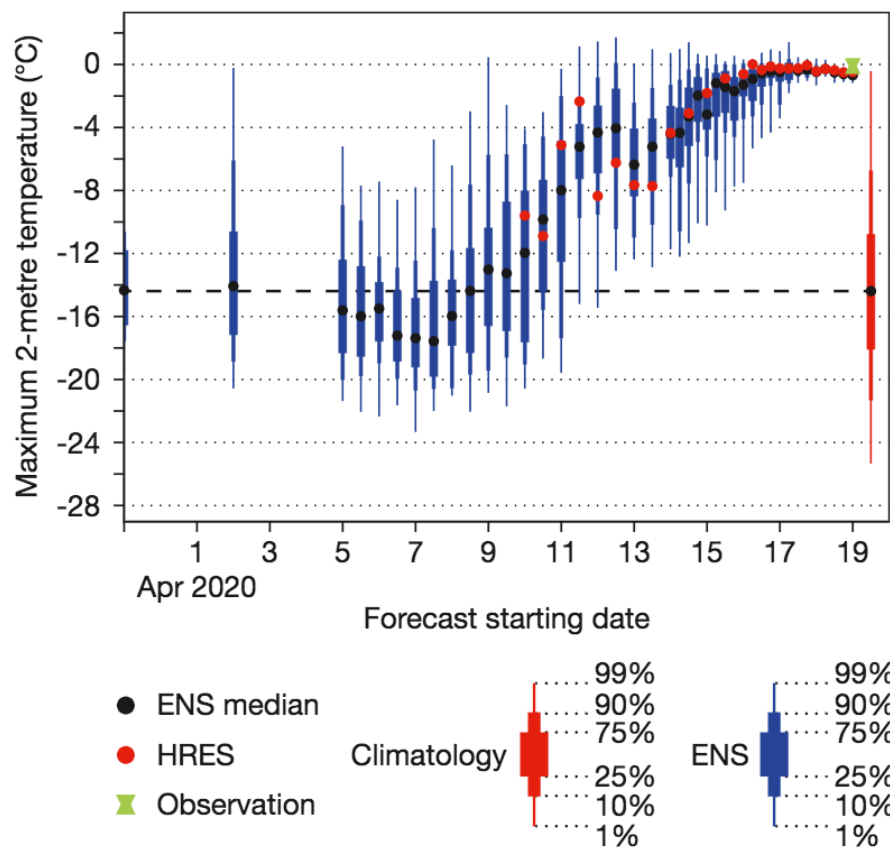 Maximum 2-metre temperature (°C)
0
-4
-8
-12
-16
-20
-24
-28
1 3 5 7 9 11 13 15 17 19
Apr 2020
Forecast starting date
ENS median
HRES
Observation
Climatology
99%
90%
75%
25%
10%
1%
ENS
99%
90%
75%
25%
10%
1%